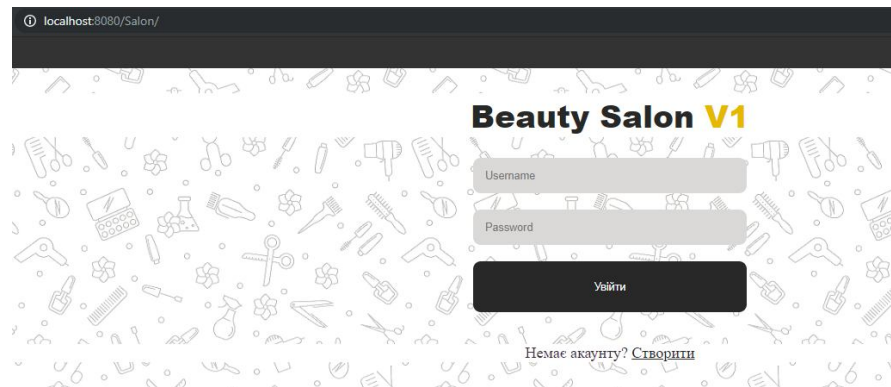 localhost:8080/Salon/
Beauty Salon V1
Username
Password
Увійти
Немає акаунту? Створити